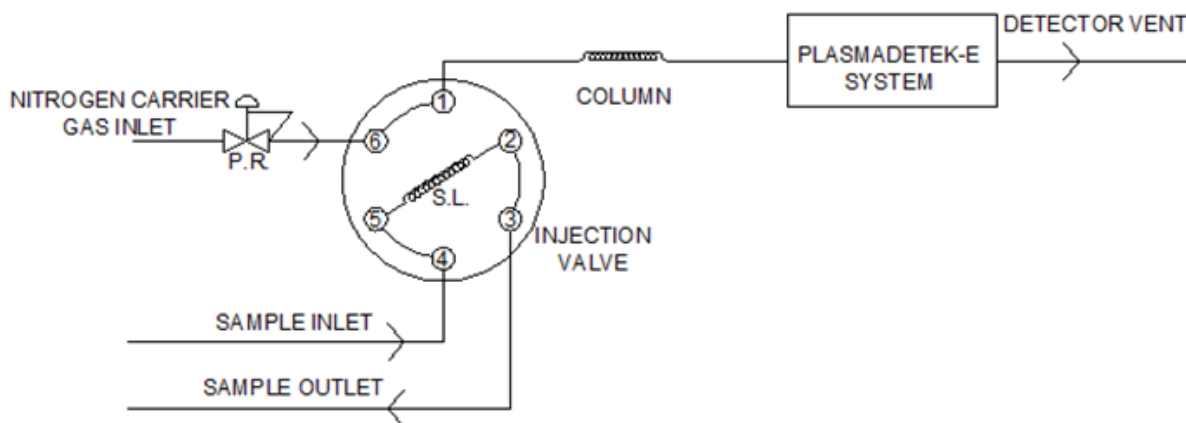 DETECTOR VENT
PLASMADETEK-E
SYSTEM
COLUMN
NITROGEN CARRIER
GAS INLET
P.R.
1
6
2
S.L.
5
3
4
INJECTION
VALVE
SAMPLE INLET
SAMPLE OUTLET